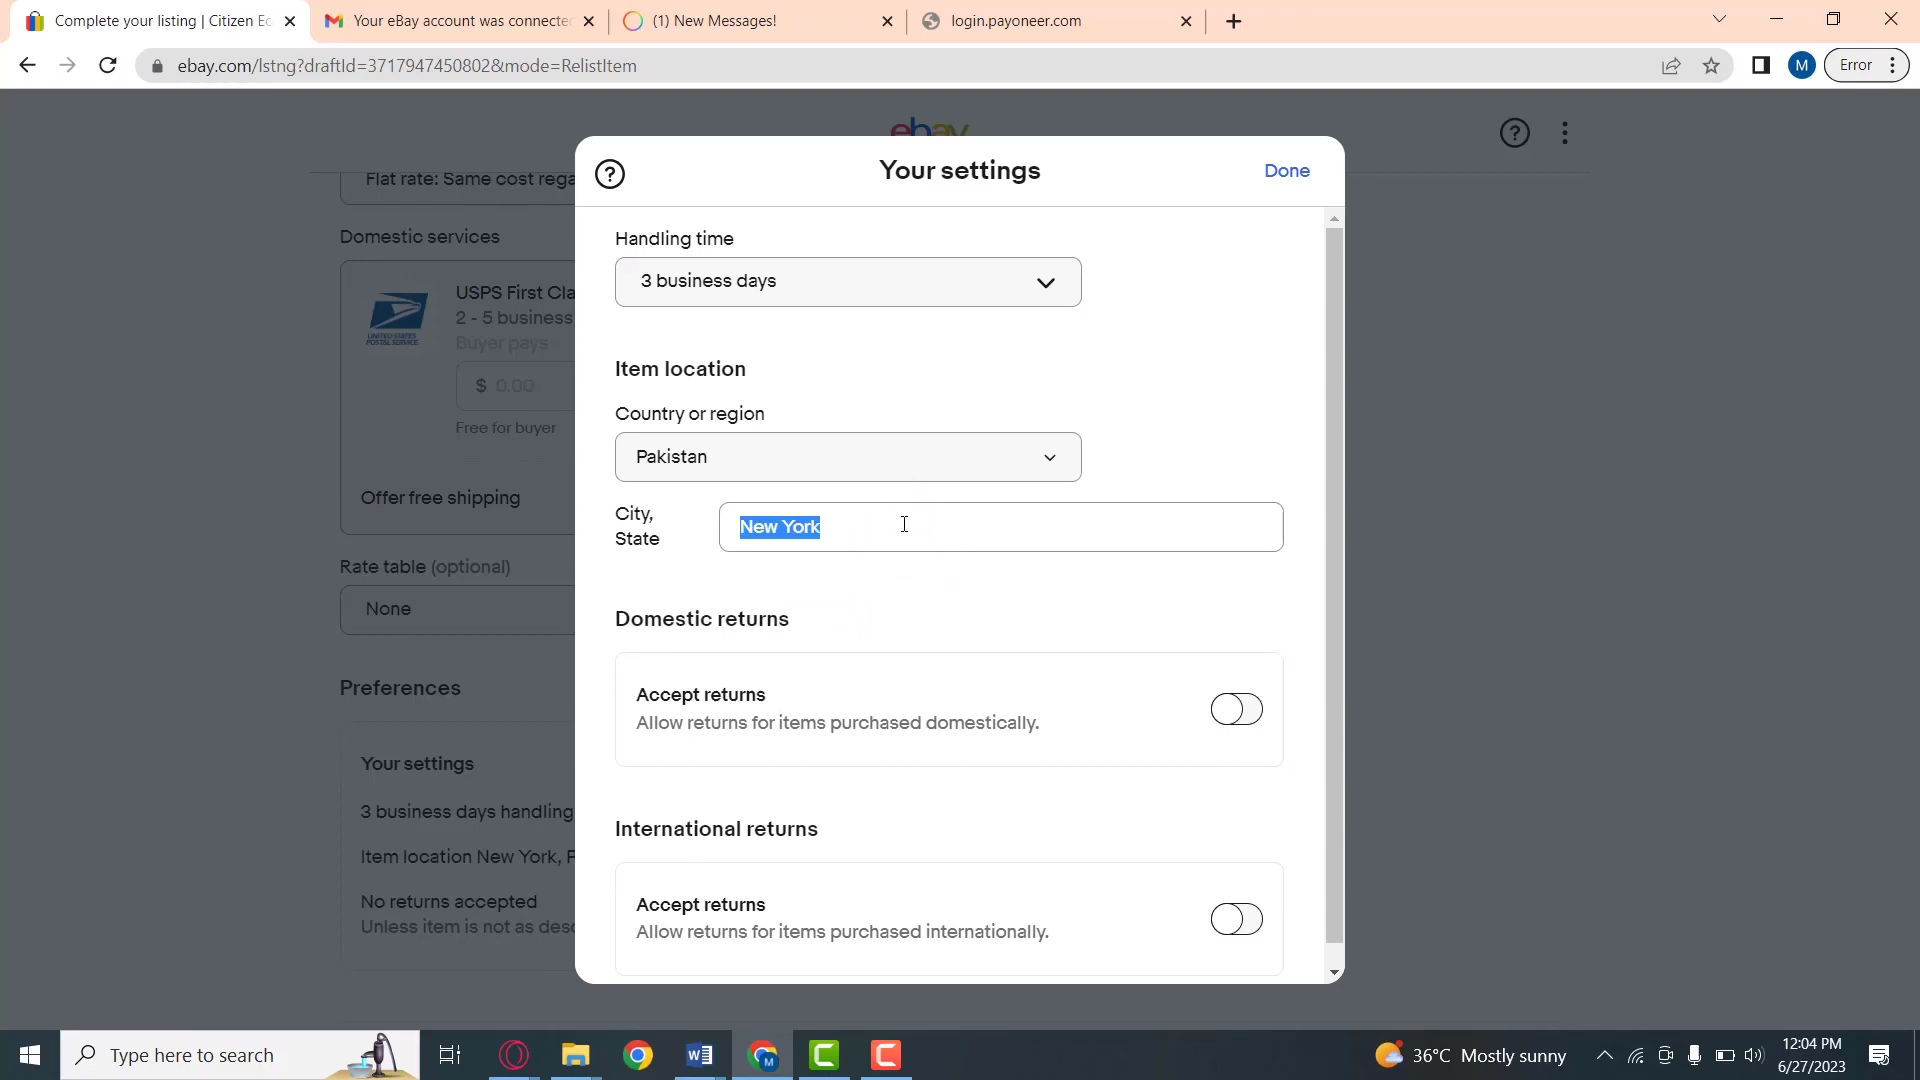 Complete your listing | Citizen Ec
Your eBay account was connected
(1) New Messages!
login.payoneer.com
ebay.com/lstng?draftId=3717947450802&mode=RelistItem
M
Error
ebay
Your settings
Done
Flat rate: Same cost rega
Domestic services
USPS First Cla
2 - 5 business
Buyer pays
$ 0.00
Free for buyer
UNITED STATES
POSTAL SERVICE
Offer free shipping
Rate table (optional)
None
Preferences
Your settings
3 business days handling
Item location New York, P
No returns accepted
Unless item is not as desc
Handling time
3 business days
Item location
Country or region
Pakistan
City,
State
New York
Domestic returns
Accept returns
Allow returns for items purchased domestically.
International returns
Accept returns
Allow returns for items purchased internationally.
Type here to search
36°C Mostly sunny
12:04 PM
6/27/2023